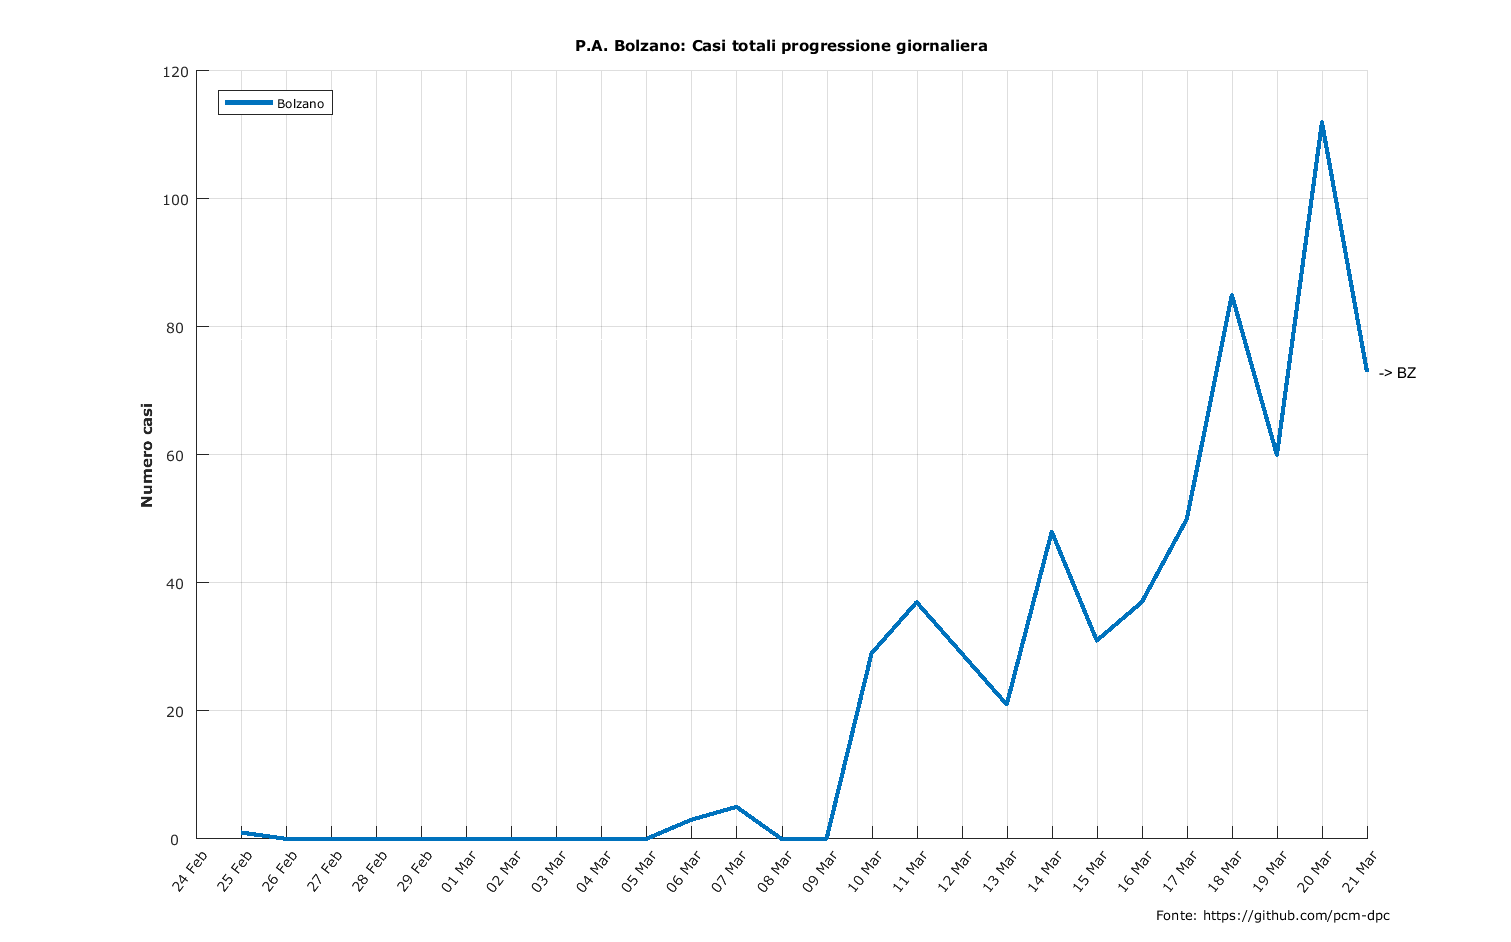 P.A. Bolzano: Casi totali progressione giornaliera
Bolzano
Numero casi
120
100
80
60
40
20
0
-> BZ
24 Feb
25 Feb
26 Feb
27 Feb
28 Feb
29 Feb
01 Mar
02 Mar
03 Mar
04 Mar
05 Mar
06 Mar
07 Mar
08 Mar
09 Mar
10 Mar
11 Mar
12 Mar
13 Mar
14 Mar
15 Mar
16 Mar
17 Mar
18 Mar
19 Mar
20 Mar
21 Mar
Fonte: https://github.com/pcm-dpc